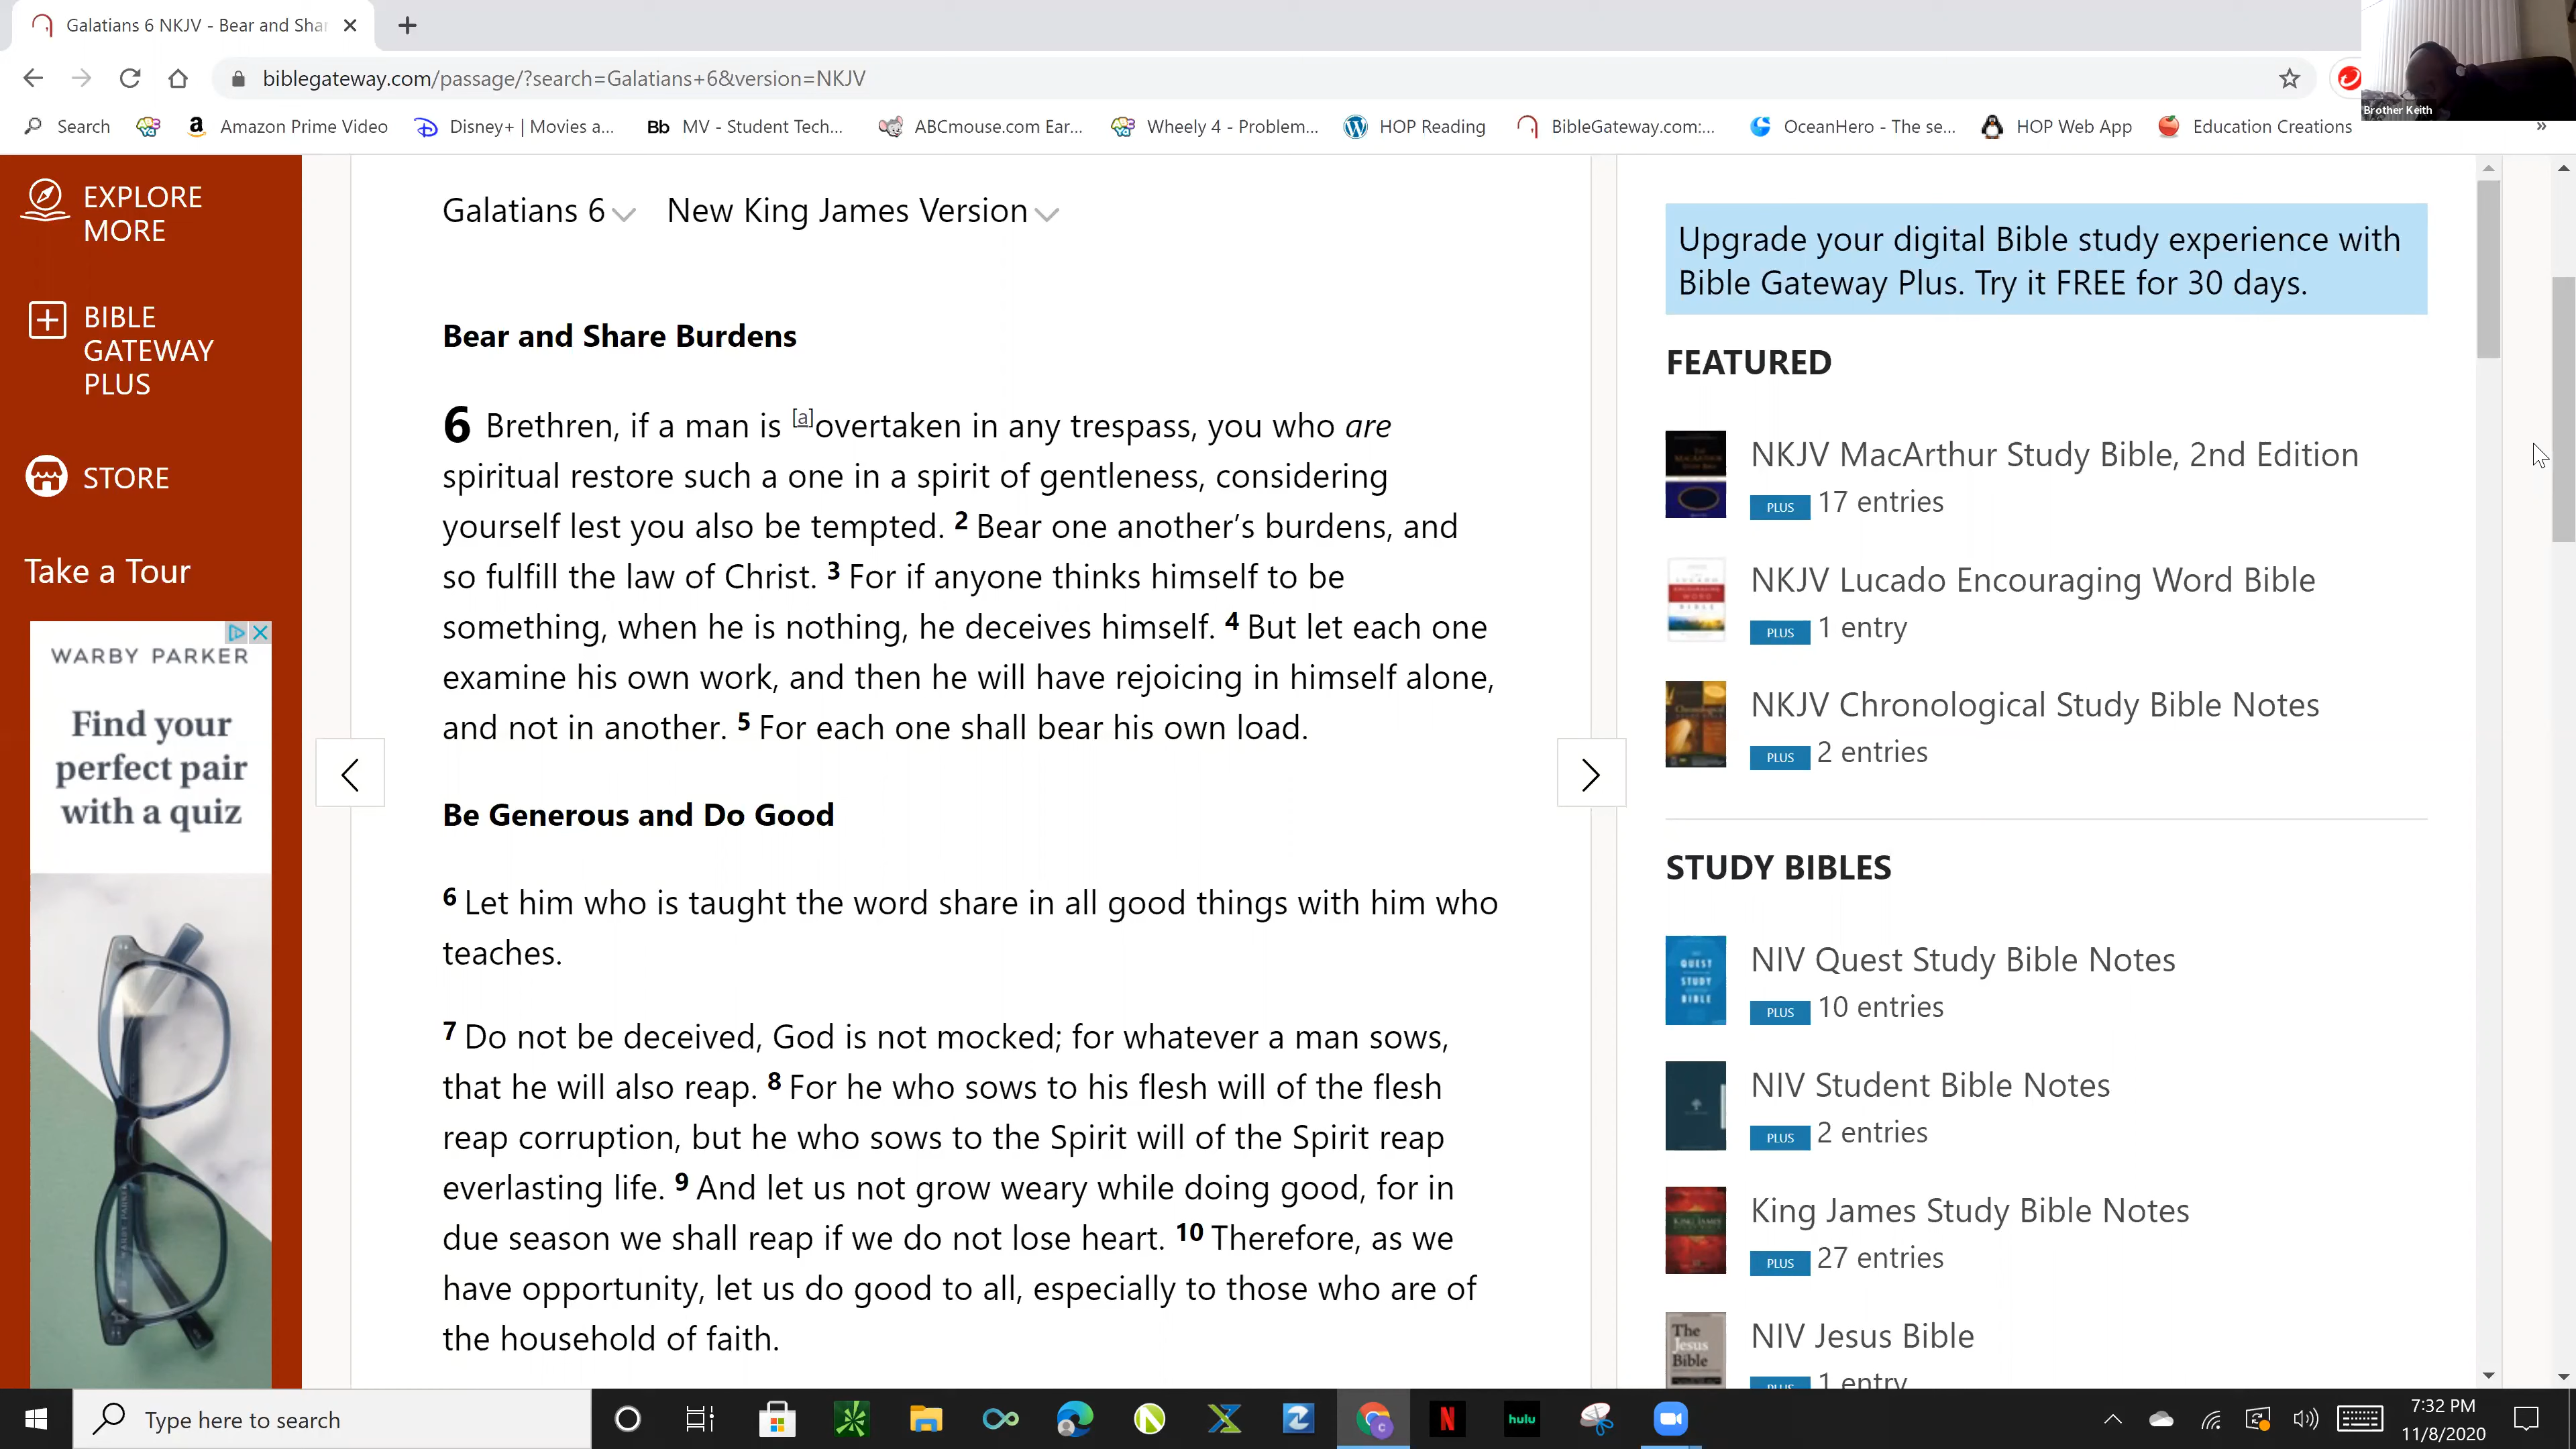 Galatians 6 NKJV - Bear and Shar
biblegateway.com/passage/?search=Galatians+6&version=NKJV
Brother Keith
Search
Amazon Prime Video
Disney+ | Movies a...
Bb MV - Student Tech...
ABCmouse.com Ear...
Wheely 4 - Problem...
HOP Reading
BibleGateway.com:...
OceanHero - The se...
HOP Web App
Education Creations
»
EXPLORE
MORE
BIBLE
GATEWAY
PLUS
STORE
Take a Tour
WARBY PARKER
Find your
perfect pair
with a quiz
Galatians 6 New King James Version
Bear and Share Burdens
6 Brethren, if a man is [a]overtaken in any trespass, you who are
spiritual restore such a one in a spirit of gentleness, considering
yourself lest you also be tempted. 2 Bear one another’s burdens, and
so fulfill the law of Christ. 3 For if anyone thinks himself to be
something, when he is nothing, he deceives himself. 4 But let each one
examine his own work, and then he will have rejoicing in himself alone,
and not in another. 5 For each one shall bear his own load.
Be Generous and Do Good
6 Let him who is taught the word share in all good things with him who
teaches.
7 Do not be deceived, God is not mocked; for whatever a man sows,
that he will also reap. 8 For he who sows to his flesh will of the flesh
reap corruption, but he who sows to the Spirit will of the Spirit reap
everlasting life. 9 And let us not grow weary while doing good, for in
due season we shall reap if we do not lose heart. 10 Therefore, as we
have opportunity, let us do good to all, especially to those who are of
the household of faith.
Upgrade your digital Bible study experience with
Bible Gateway Plus. Try it FREE for 30 days.
FEATURED
NKJV MacArthur Study Bible, 2nd Edition
PLUS 17 entries
NKJV Lucado Encouraging Word Bible
PLUS 1 entry
NKJV Chronological Study Bible Notes
PLUS 2 entries
STUDY BIBLES
QUEST
STUDY
BIBLE
NIV Quest Study Bible Notes
PLUS 10 entries
NIV Student Bible Notes
PLUS 2 entries
KING JAMES
King James Study Bible Notes
PLUS 27 entries
The
Jesus
Bible
NIV Jesus Bible
PLUS 1 entry
Type here to search
N
hulu
7:32 PM
11/8/2020